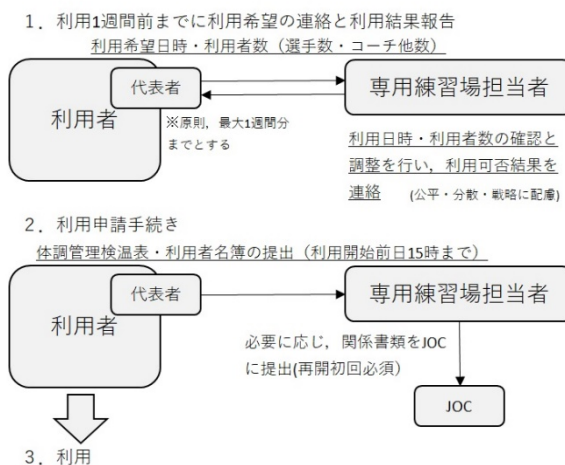 1．利用1週間前までに利用希望の連絡と利用結果報告
利用希望日時・利用者数（選手数・コーチ他数）
代表者
利用者
専用練習場担当者
※原則，最大1週間分
までとする
利用日時・利用者数の確認と
調整を行い，利用可否結果を
連絡　(公平・分散・戦略に配慮)
2．利用申請手続き
体調管理検温表・利用者名簿の提出（利用開始前日15時まで）
代表者
利用者
専用練習場担当者
必要に応じ，関係書類をJOC
に提出(再開初回必須）
JOC
3．利用